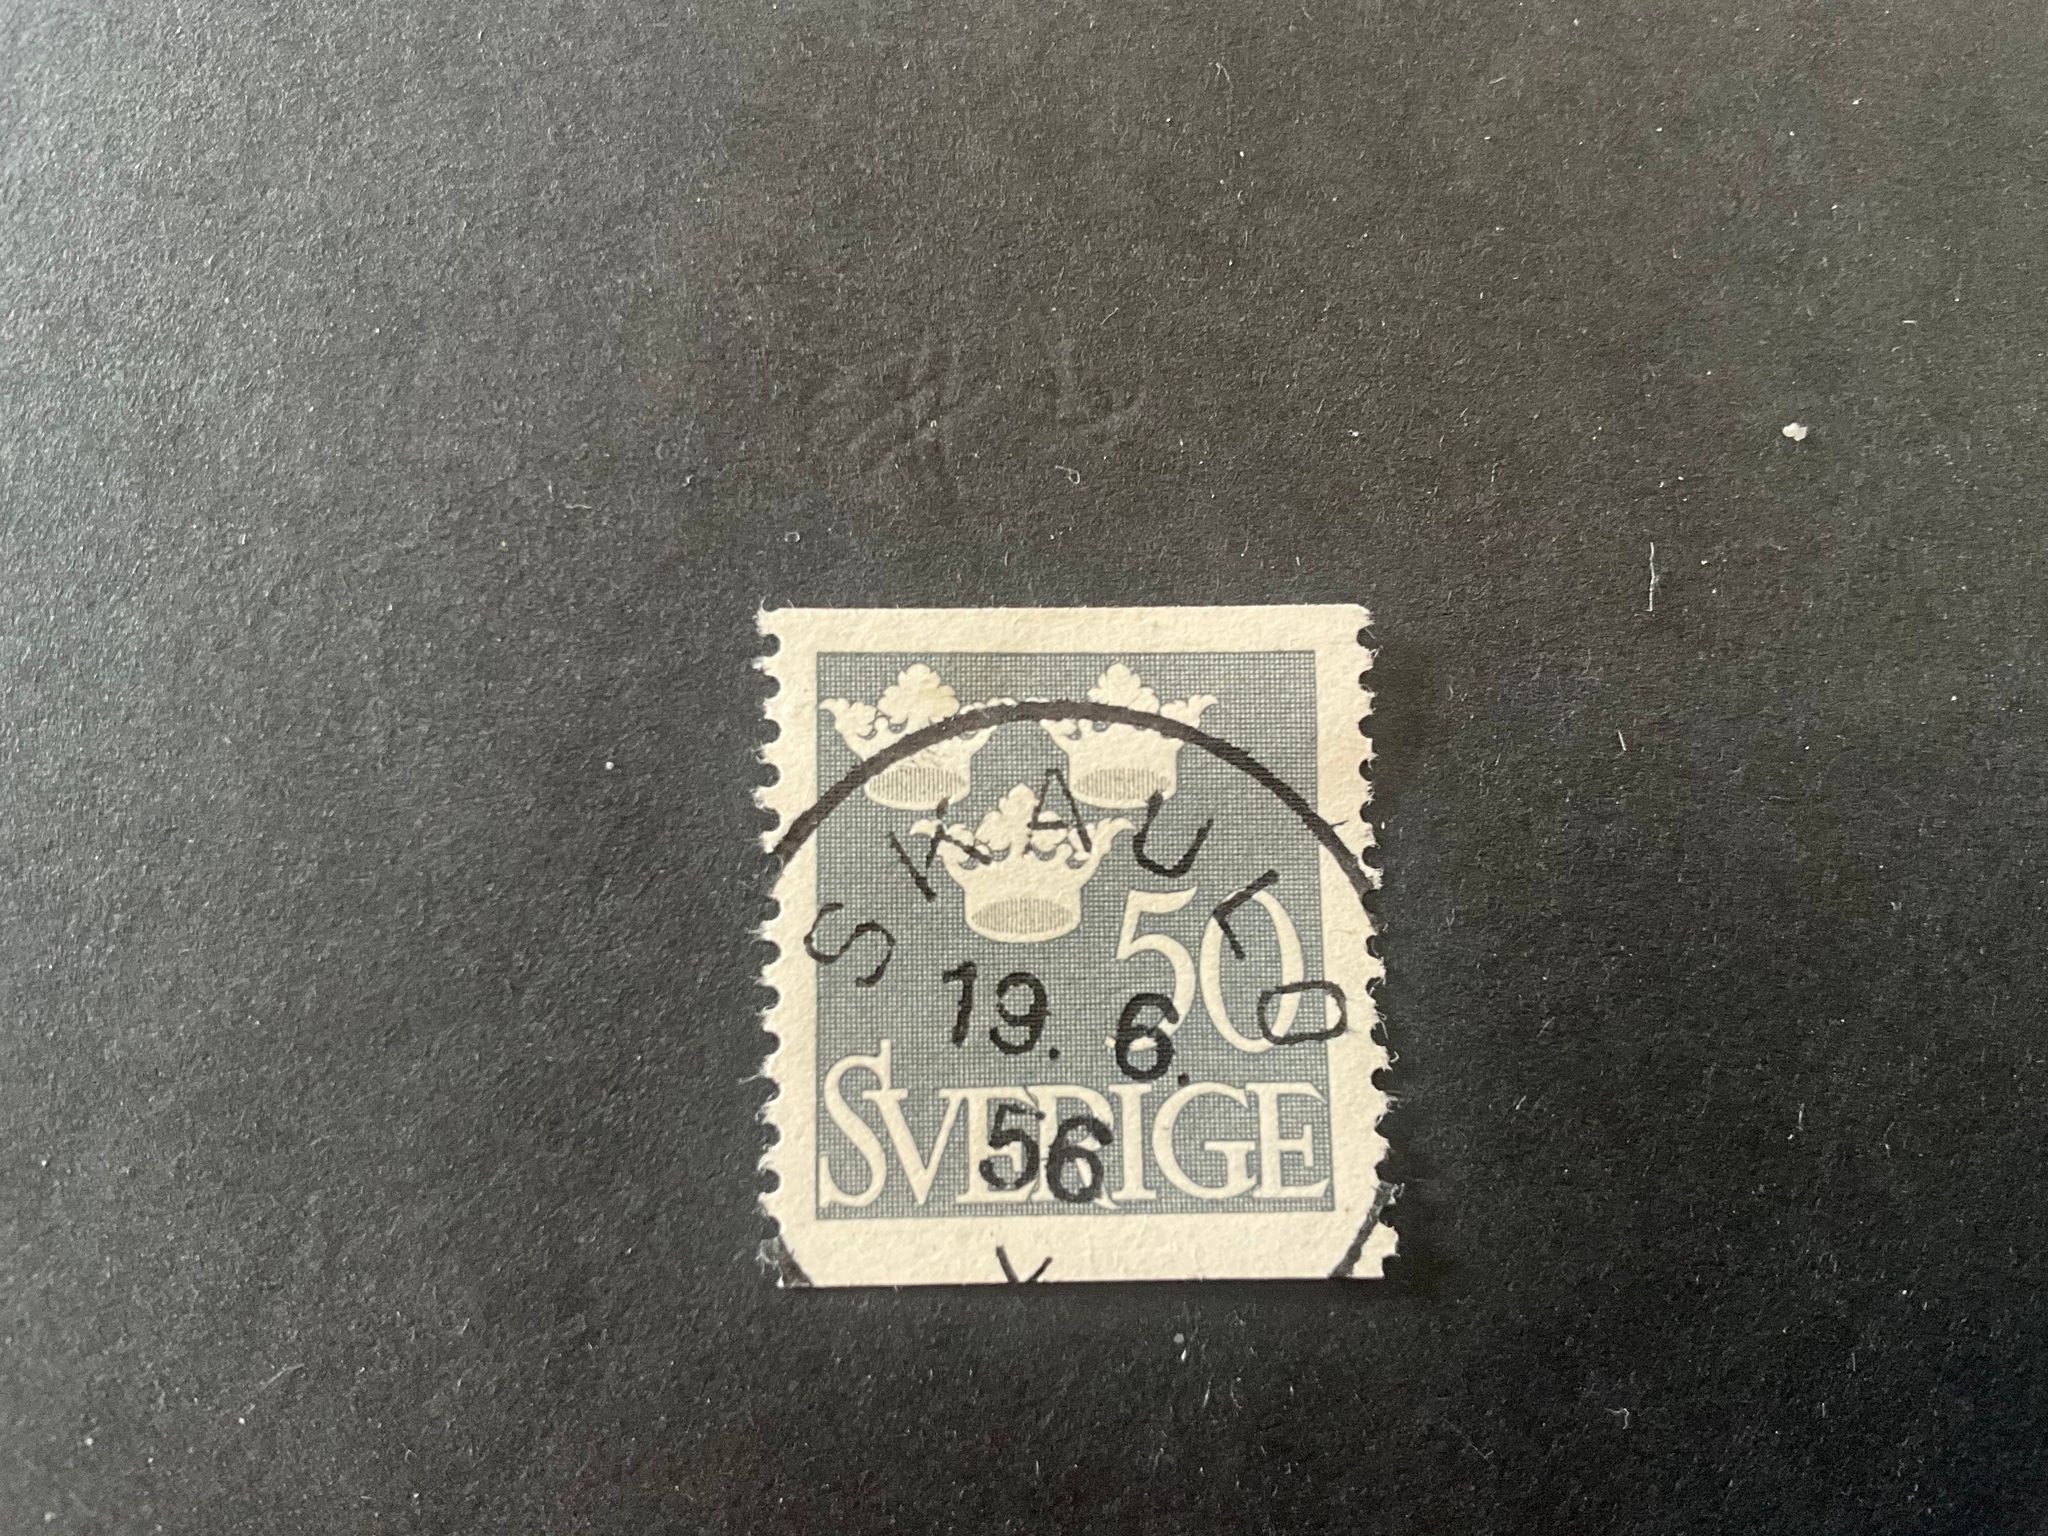 SKAULO
50
19. 6.
SVERIGE
56